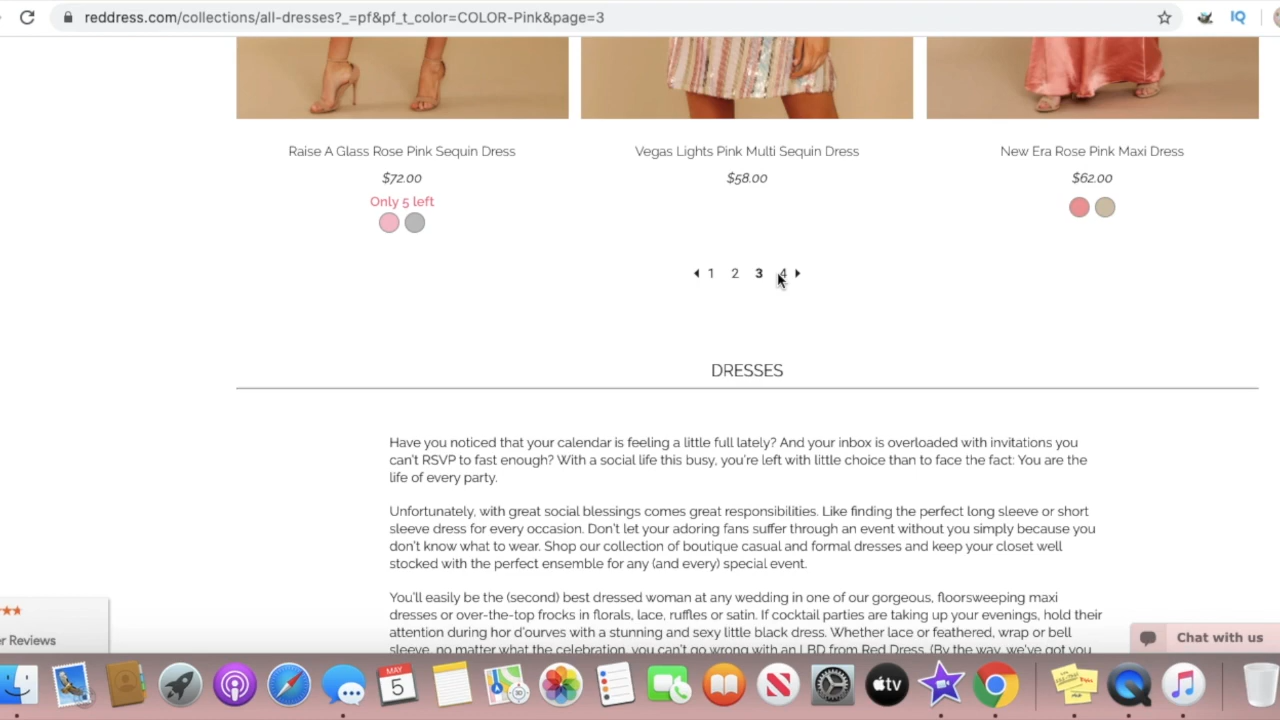 reddress.com/collections/all-dresses?_=pf&pf_t_color=COLOR-Pink&page=3
IQ
Raise A Glass Rose Pink Sequin Dress
$72.00
Only 5 left
Vegas Lights Pink Multi Sequin Dress
$58.00
New Era Rose Pink Maxi Dress
$62.00
1 2 3 4
DRESSES
Have you noticed that your calendar is feeling a little full lately? And your inbox is overloaded with invitations you
can't RSVP to fast enough? With a social life this busy, you're left with little choice than to face the fact: You are the
life of every party.
Unfortunately, with great social blessings comes great responsibilities. Like finding the perfect long sleeve or short
sleeve dress for every occasion. Don't let your adoring fans suffer through an event without you simply because you
don't know what to wear. Shop our collection of boutique casual and formal dresses and keep your closet well
stocked with the perfect ensemble for any (and every) special event.
You'll easily be the (second) best dressed woman at any wedding in one of our gorgeous, floorsweeping maxi
dresses or over-the-top frocks in florals, lace, ruffles or satin. If cocktail parties are taking up your evenings, hold their
attention during hor d'ourves with a stunning and sexy little black dress. Whether lace or feathered, wrap or bell
sleeve, no matter what the celebration, you can't go wrong with an LBD from Red Dress. (By the way, we've got you
Reviews
Chat with us
MAY
5
tv